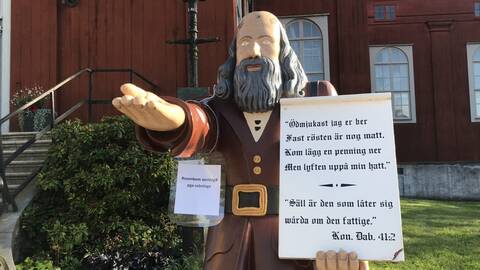 "Ödmjukast jag er ber
Fast rösten är nog matt.
Kom lägg en penning ner
Men lyften uppå min hatt."
"Säll är den som låter sig
wårda om den fattige."
Kon. Dab. 41:2